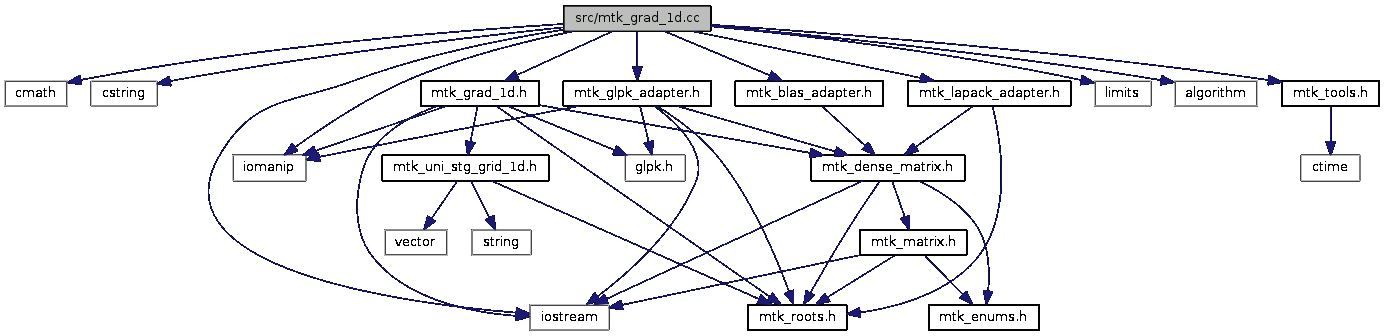 src/mtk_grad_1d.cc
cmath
cstring
mtk_grad_1d.h
mtk_glpk_adapter.h
mtk_blas_adapter.h
mtk_lapack_adapter.h
limits
algorithm
mtk_tools.h
iomanip
mtk_uni_stg_grid_1d.h
glpk.h
mtk_dense_matrix.h
ctime
vector
string
mtk_matrix.h
iostream
mtk_roots.h
mtk_enums.h